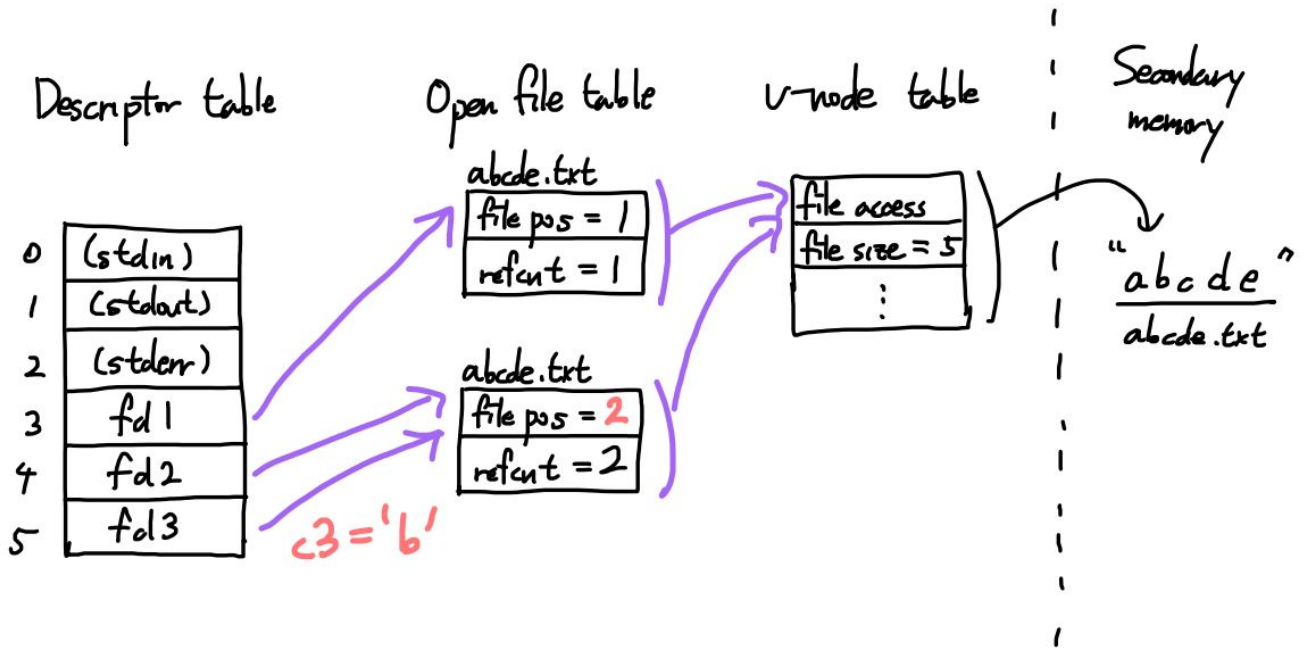 Descriptor table
0 (stdin)
1 (stdout)
2 (stderr)
3 fd1
4 fd2
5 fd3
c3='b'
Open file table
abcde.txt
file pos = 1
refcnt = 1
abcde.txt
file pos = 2
refcnt = 2
v-node table
file access
file size = 5
⋮
Secondary
memory
"abcde"
abcde.txt